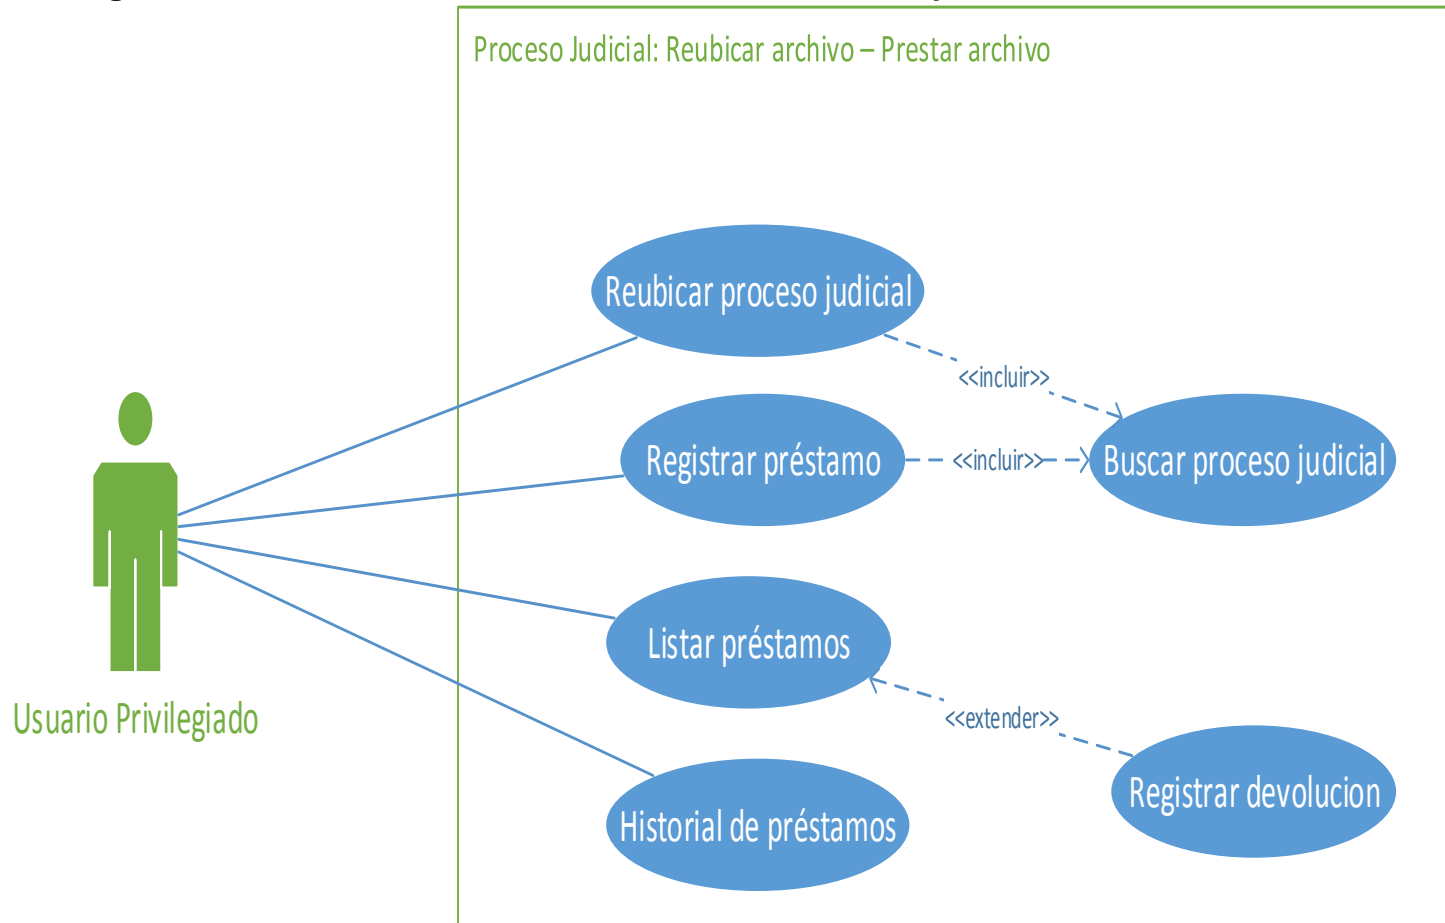 Proceso Judicial: Reubicar archivo – Prestar archivo
Reubicar proceso judicial
<<incluir>>
Registrar préstamo
<<incluir>>
Buscar proceso judicial
Listar préstamos
Usuario Privilegiado
<<extender>>
Registrar devolucion
Historial de préstamos